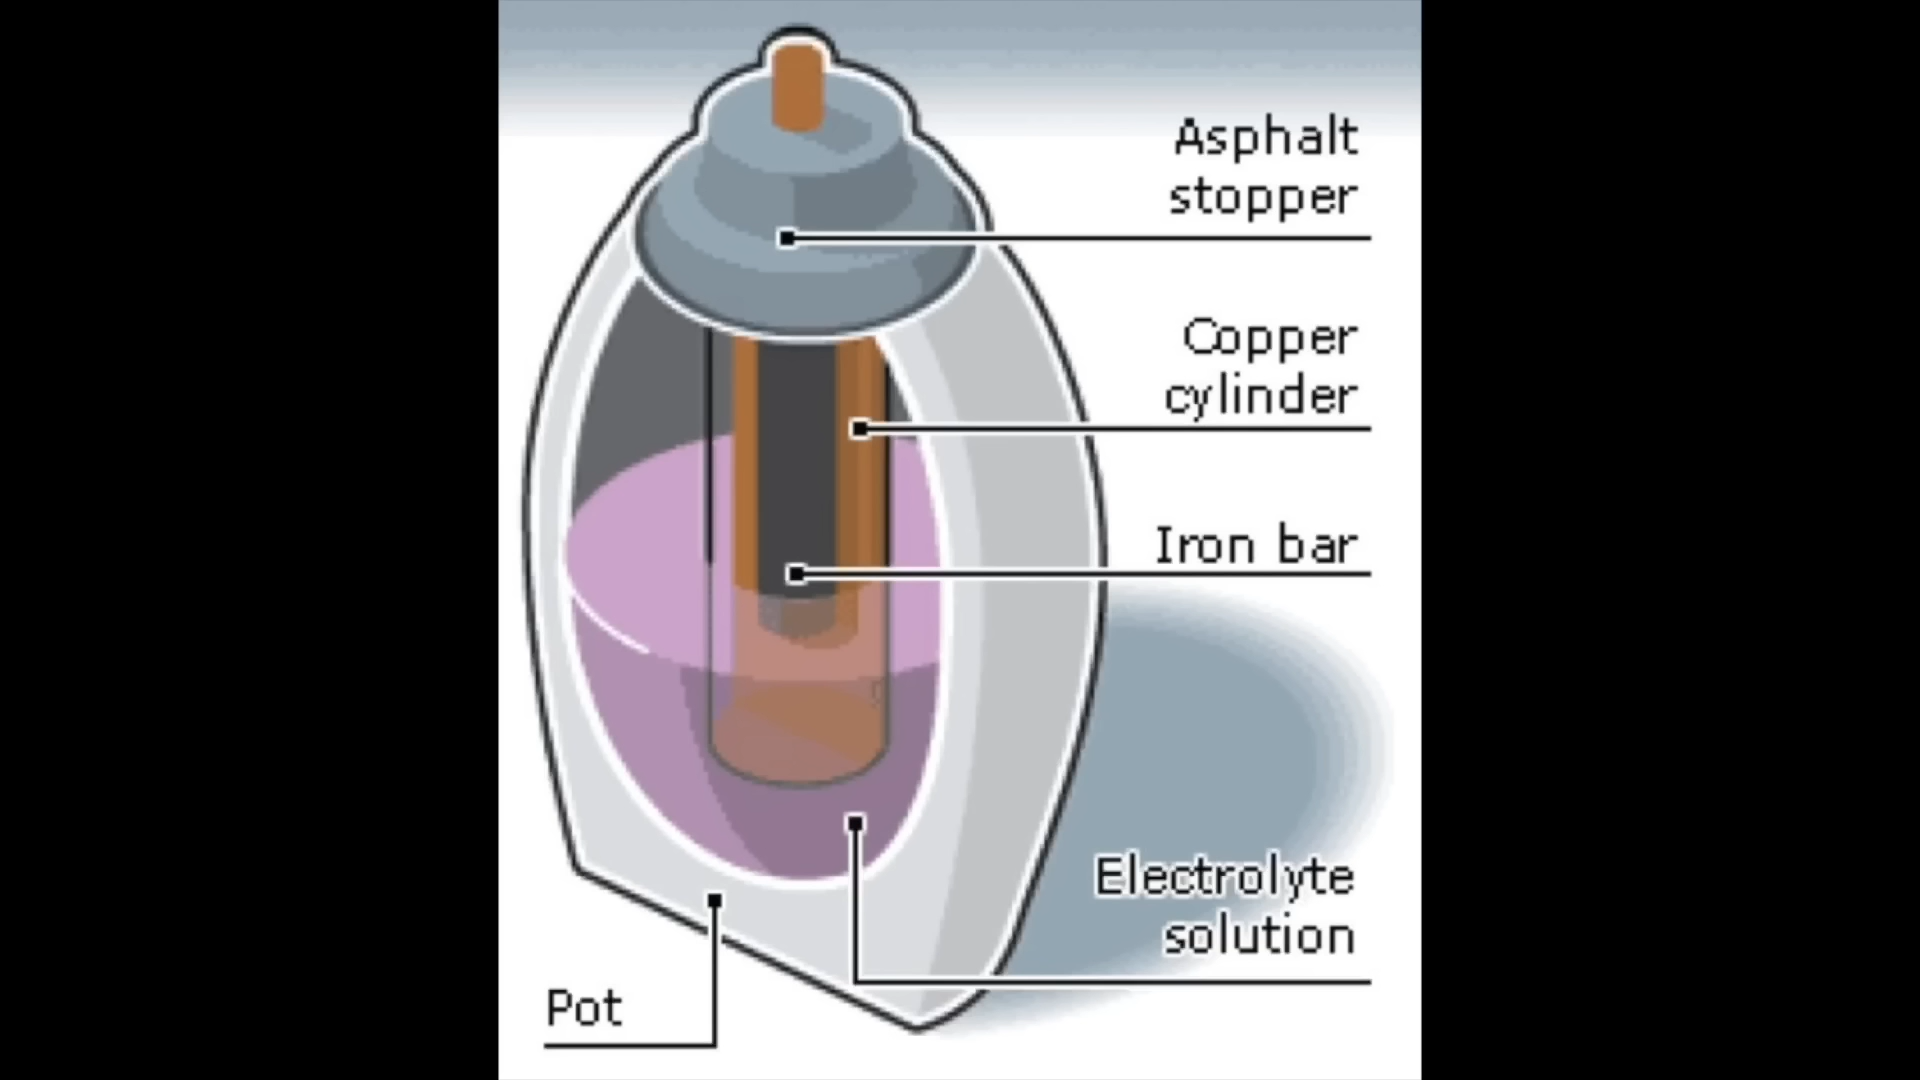 Asphalt
stopper
Copper
cylinder
Iron bar
Electrolyte
solution
Pot